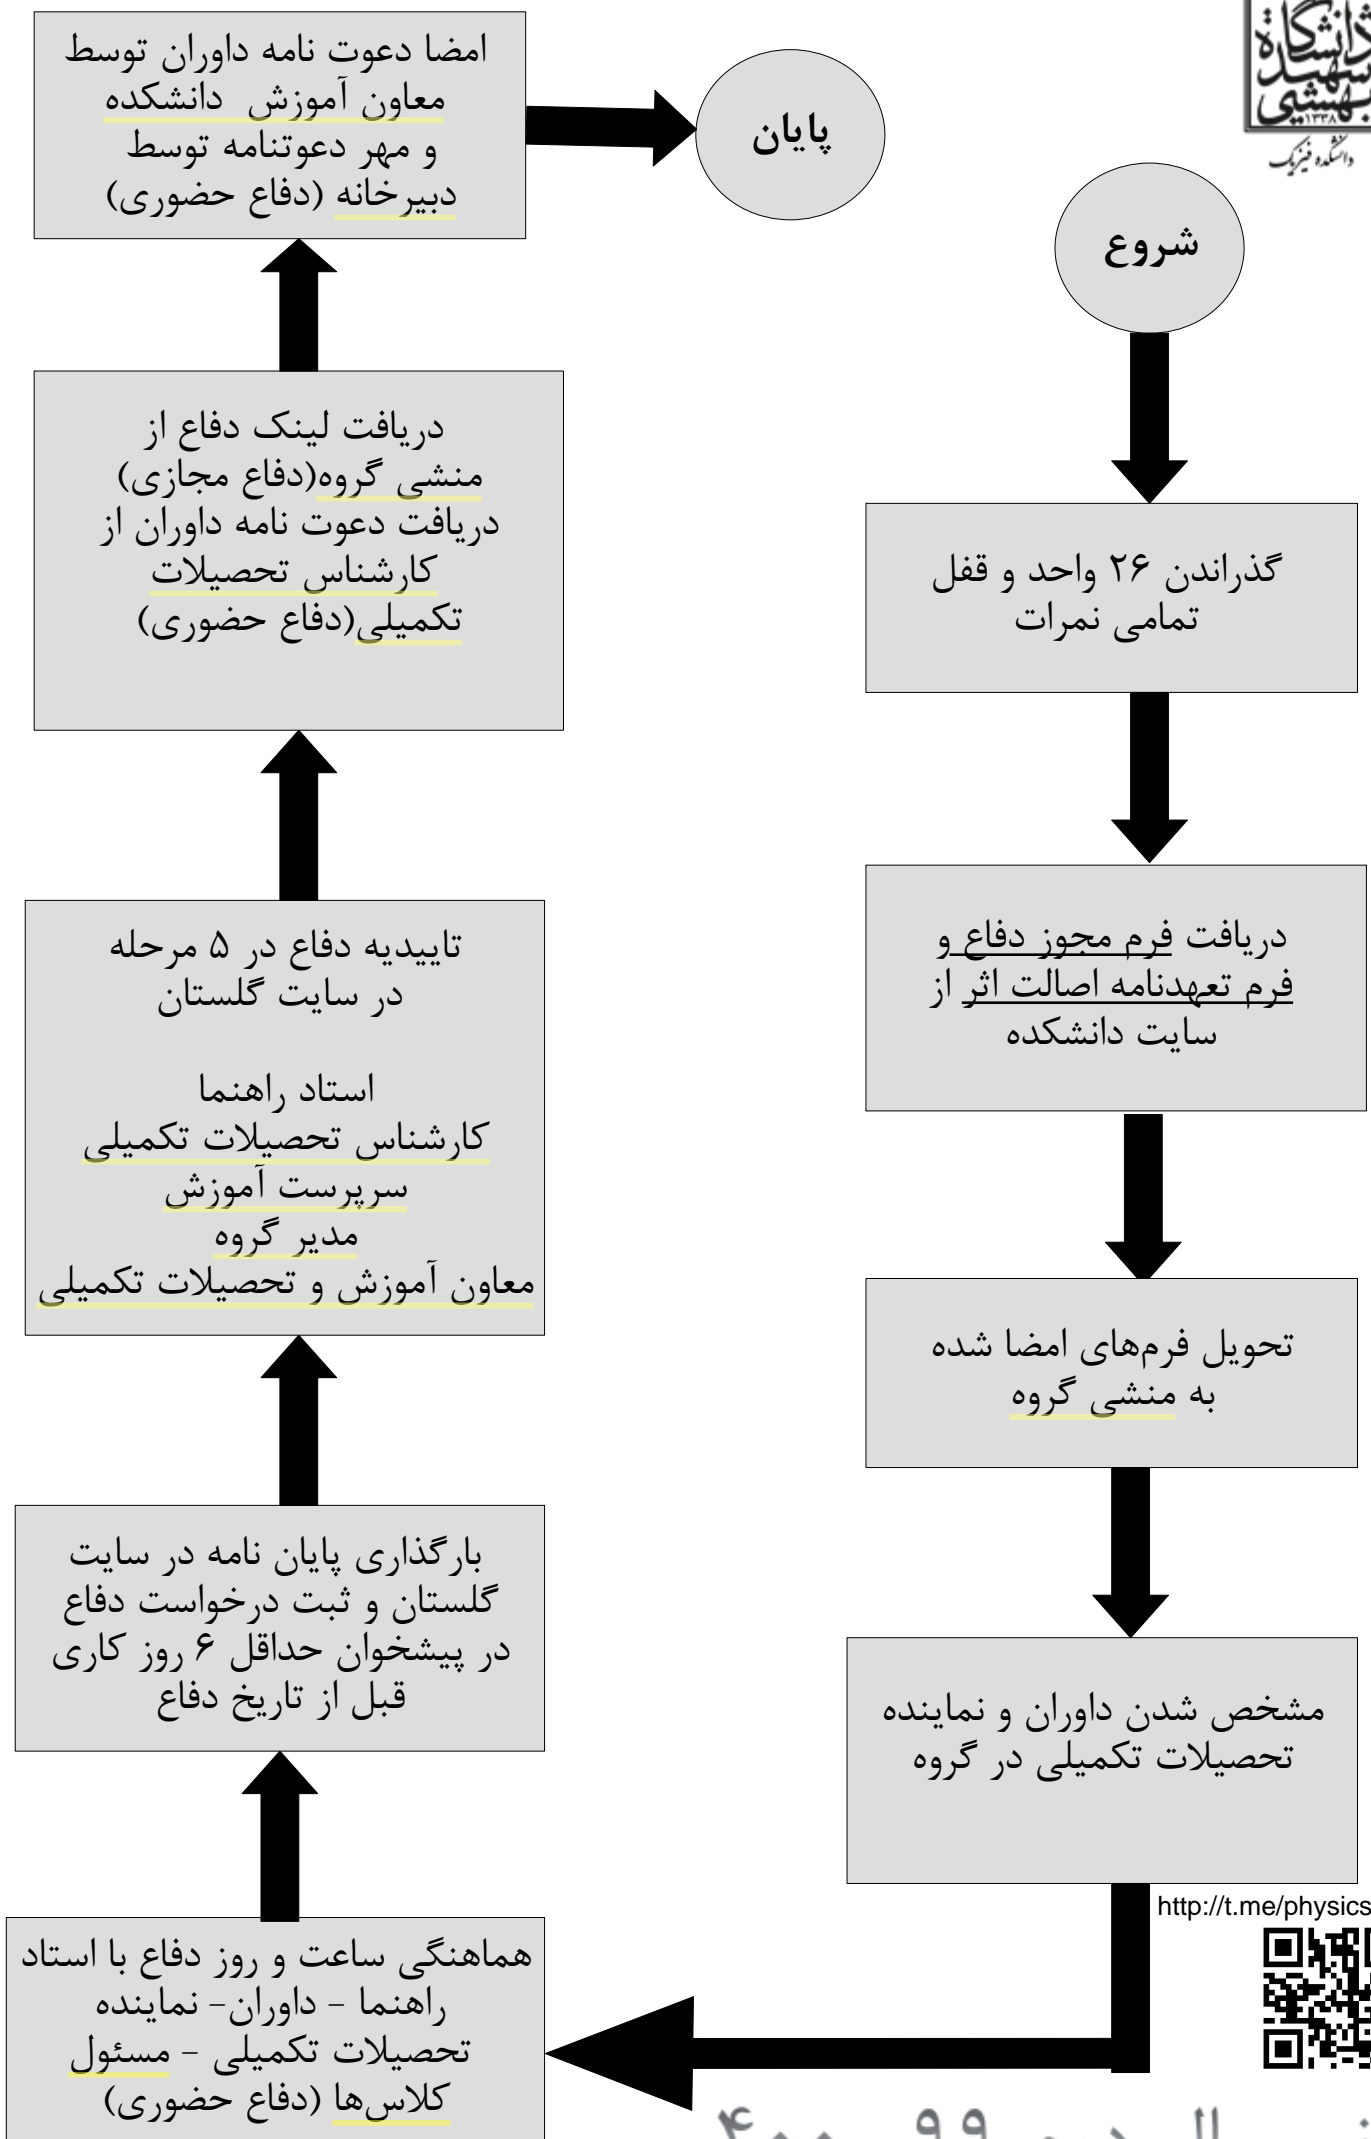 دانشگاه
شهید
بهشتی
۱۳۳۸
دانشکده فیزیک
شروع
گذراندن ۲۶ واحد و قفل
تمامی نمرات
دریافت فرم مجوز دفاع و
فرم تعهدنامه اصالت اثر از
سایت دانشکده
تحویل فرم‌های امضا شده
به منشی گروه
مشخص شدن داوران و نماینده
تحصیلات تکمیلی در گروه
هماهنگی ساعت و روز دفاع با استاد
راهنما - داوران- نماینده
تحصیلات تکمیلی - مسئول
کلاس‌ها (دفاع حضوری)
بارگذاری پایان نامه در سایت
گلستان و ثبت درخواست دفاع
در پیشخوان حداقل ۶ روز کاری
قبل از تاریخ دفاع
تاییدیه دفاع در ۵ مرحله
در سایت گلستان
استاد راهنما
کارشناس تحصیلات تکمیلی
سرپرست آموزش
مدیر گروه
معاون آموزش و تحصیلات تکمیلی
دریافت لینک دفاع از
منشی گروه(دفاع مجازی)
دریافت دعوت نامه داوران از
کارشناس تحصیلات
تکمیلی(دفاع حضوری)
امضا دعوت نامه داوران توسط
معاون آموزش دانشکده
و مهر دعوتنامه توسط
دبیرخانه (دفاع حضوری)
پایان
http://t.me/physics